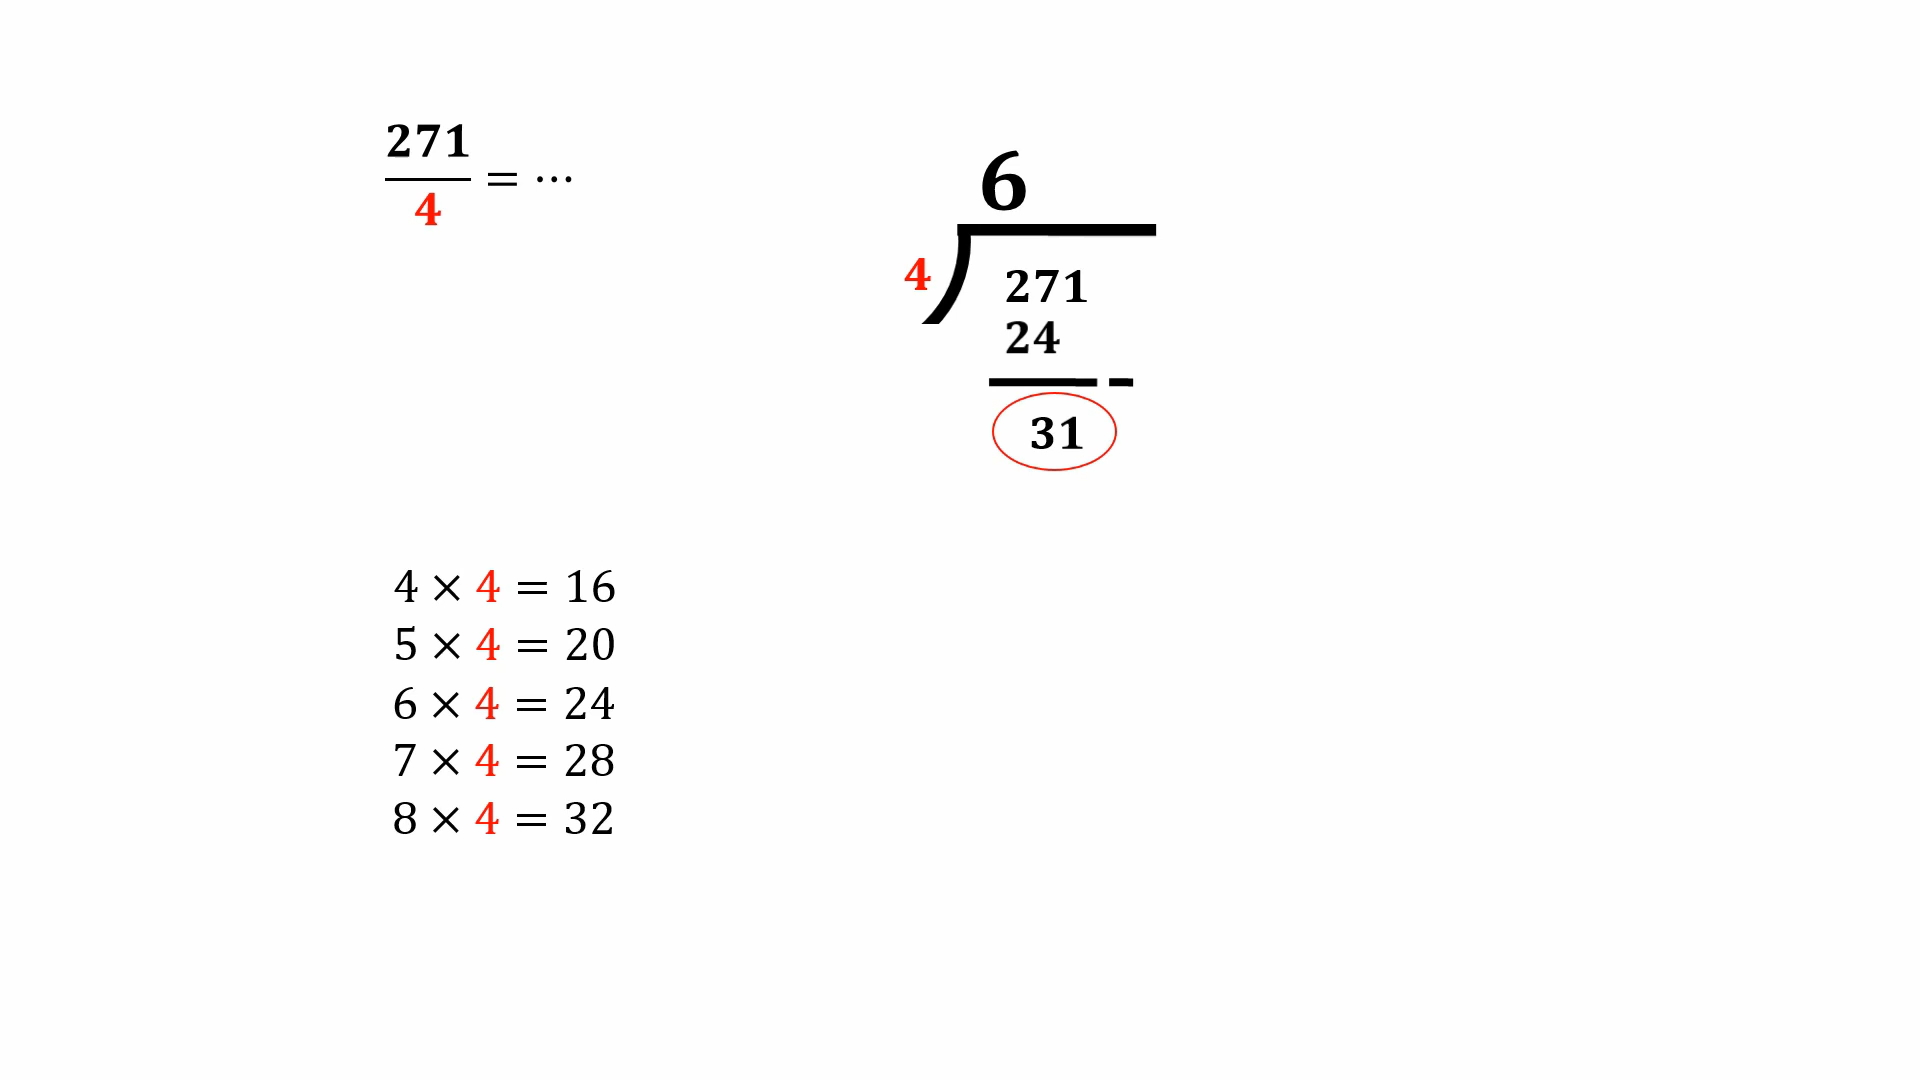 271
4
= ⋯
6
4
271
24
-
31
4 × 4 = 16
5 × 4 = 20
6 × 4 = 24
7 × 4 = 28
8 × 4 = 32